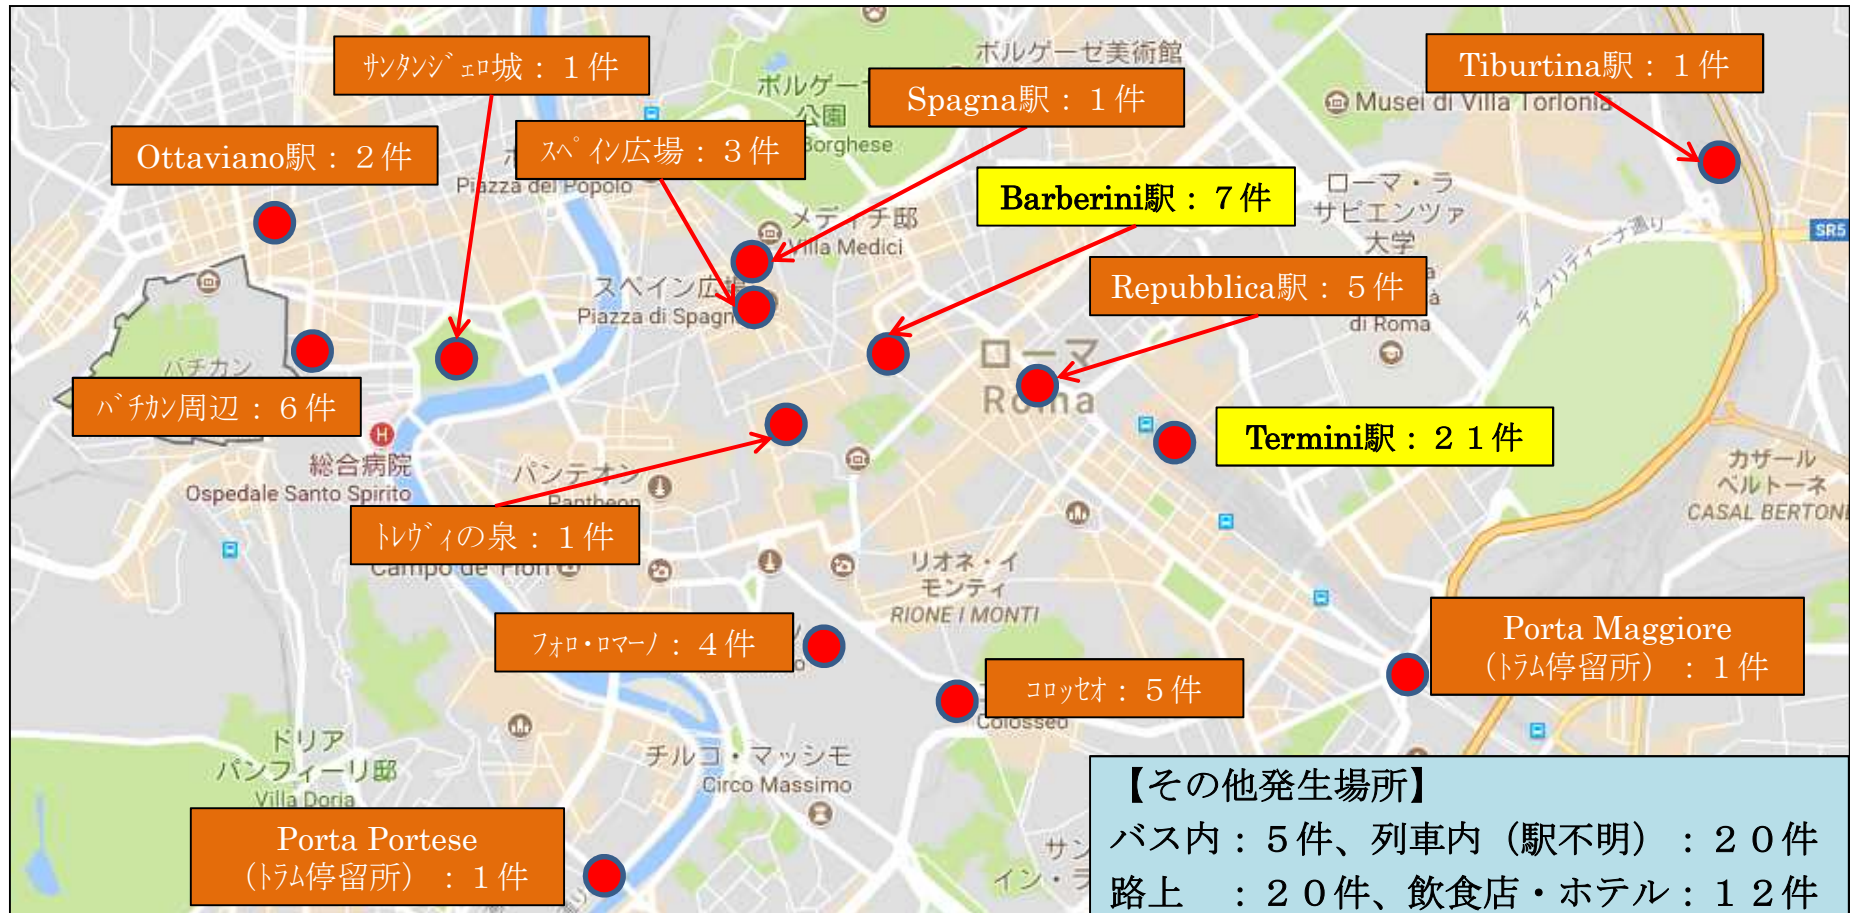 ボルゲーゼ美術館
サンタンジェロ城：１件
Tiburtina駅：１件
ボルゲー
Spagna駅：１件
公園
Borghese
Musei di Villa Torlonia
Ottaviano駅：２件
スペイン広場：３件
Piazza del Popolo
Barberini駅：７件
ローマ・ラ
サピエンツァ
大学
メディチ邸
Villa Medici
ティブリティーナ通り
SR5
スペイン広場
Piazza di Spagna
Repubblica駅：５件
di Roma
ローマ
Roma
バチカン
バチカン周辺：６件
Termini駅：２１件
H
総合病院
Ospedale Santo Spirito
パンテオン
Pantheon
カザール
ベルトーネ
CASAL BERTONE
トレヴィの泉：１件
Campo de' Fiori
リオネ・イ
モンティ
RIONE I MONTI
フォロ・ロマーノ：４件
Porta Maggiore
（トラム停留所）：１件
コロッセオ：５件
Colosseo
ドリア
パンフィーリ邸
Villa Doria
チルコ・マッシモ
Circo Massimo
Porta Portese
（トラム停留所）：１件
サン
イン・ラ
【その他発生場所】
バス内：５件、列車内（駅不明）：２０件
路上　：２０件、飲食店・ホテル：１２件